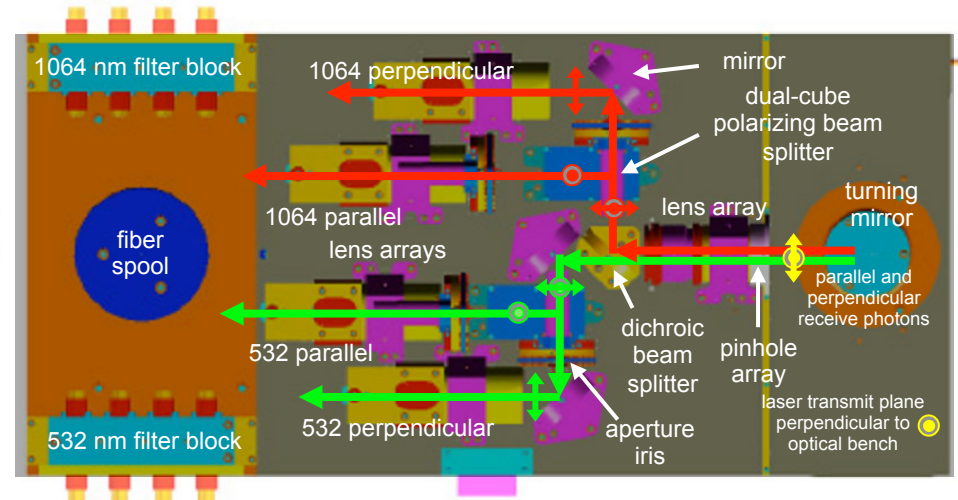 1064 nm filter block
1064 perpendicular
mirror
dual-cube
polarizing beam
splitter
1064 parallel
lens array
turning
mirror
fiber
spool
lens arrays
parallel and
perpendicular
receive photons
532 parallel
dichroic
beam
splitter
pinhole
array
532 nm filter block
532 perpendicular
aperture
iris
laser transmit plane
perpendicular to
optical bench